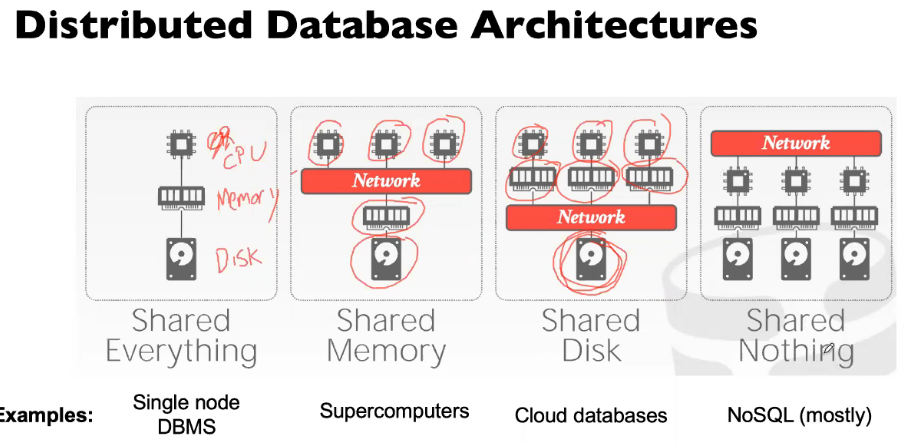 Distributed Database Architectures
CPU
Memory
Disk
Network
Network
Network
Shared
Everything
Shared
Memory
Shared
Disk
Shared
Nothing
Examples:
Single node
DBMS
Supercomputers
Cloud databases
NoSQL (mostly)